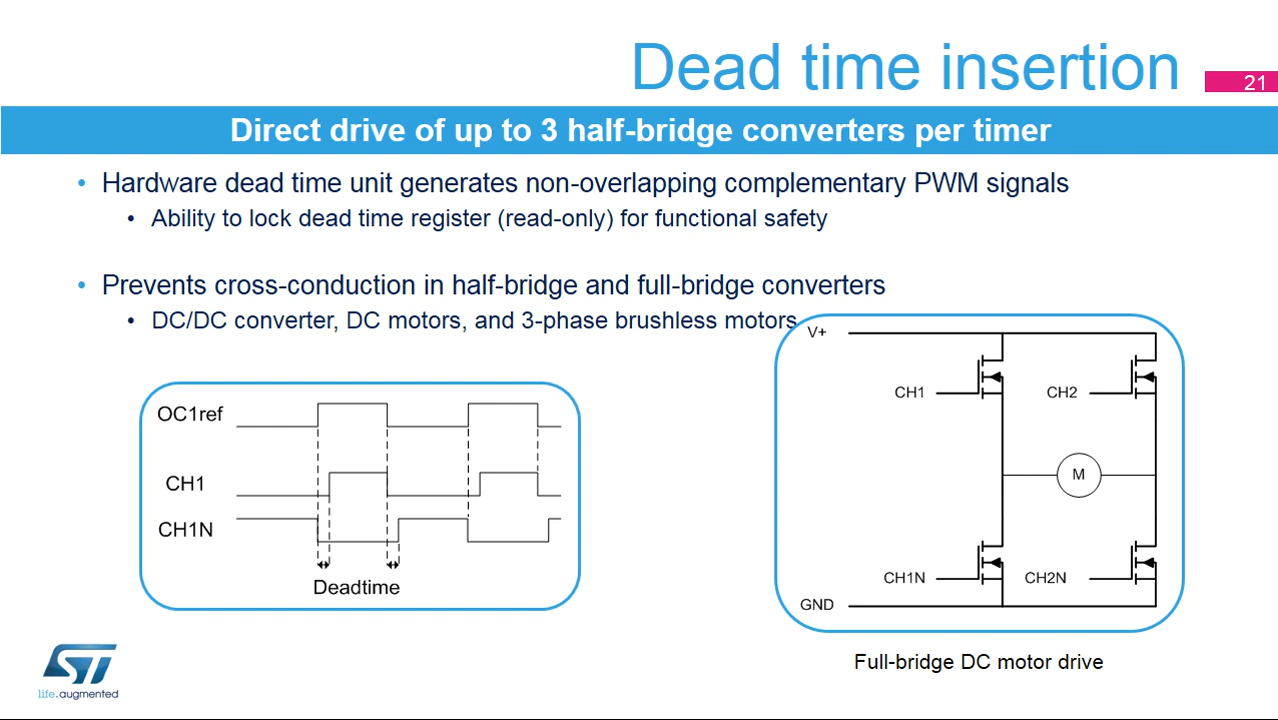 Dead time insertion
21
Direct drive of up to 3 half-bridge converters per timer
• Hardware dead time unit generates non-overlapping complementary PWM signals
• Ability to lock dead time register (read-only) for functional safety
• Prevents cross-conduction in half-bridge and full-bridge converters
• DC/DC converter, DC motors, and 3-phase brushless motors
OC1ref
CH1
CH1N
Deadtime
V+
CH1
CH2
M
CH1N
CH2N
GND
Full-bridge DC motor drive
ST
life.augmented